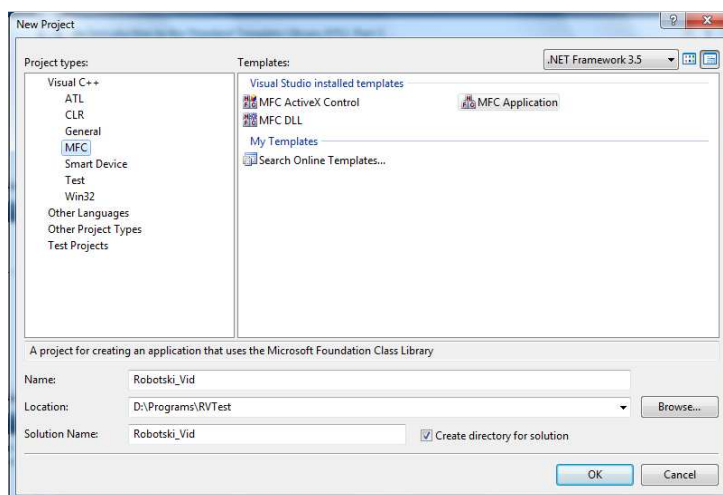 New Project
Project types:
Templates:
.NET Framework 3.5
Visual C++
ATL
CLR
General
MFC
Smart Device
Test
Win32
Other Languages
Other Project Types
Test Projects
Visual Studio installed templates
MFC ActiveX Control
MFC Application
MFC DLL
My Templates
Search Online Templates...
A project for creating an application that uses the Microsoft Foundation Class Library
Name:
Robotski_Vid
Location:
D:\Programs\RVTest
Browse...
Solution Name:
Robotski_Vid
Create directory for solution
OK
Cancel